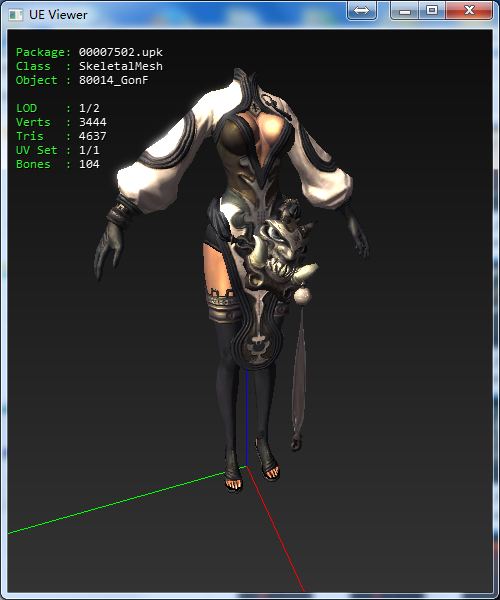 UE Viewer
Package: 00007502.upk
Class : SkeletalMesh
Object : 80014_GonF
LOD : 1/2
Verts : 3444
Tris : 4637
UV Set : 1/1
Bones : 104